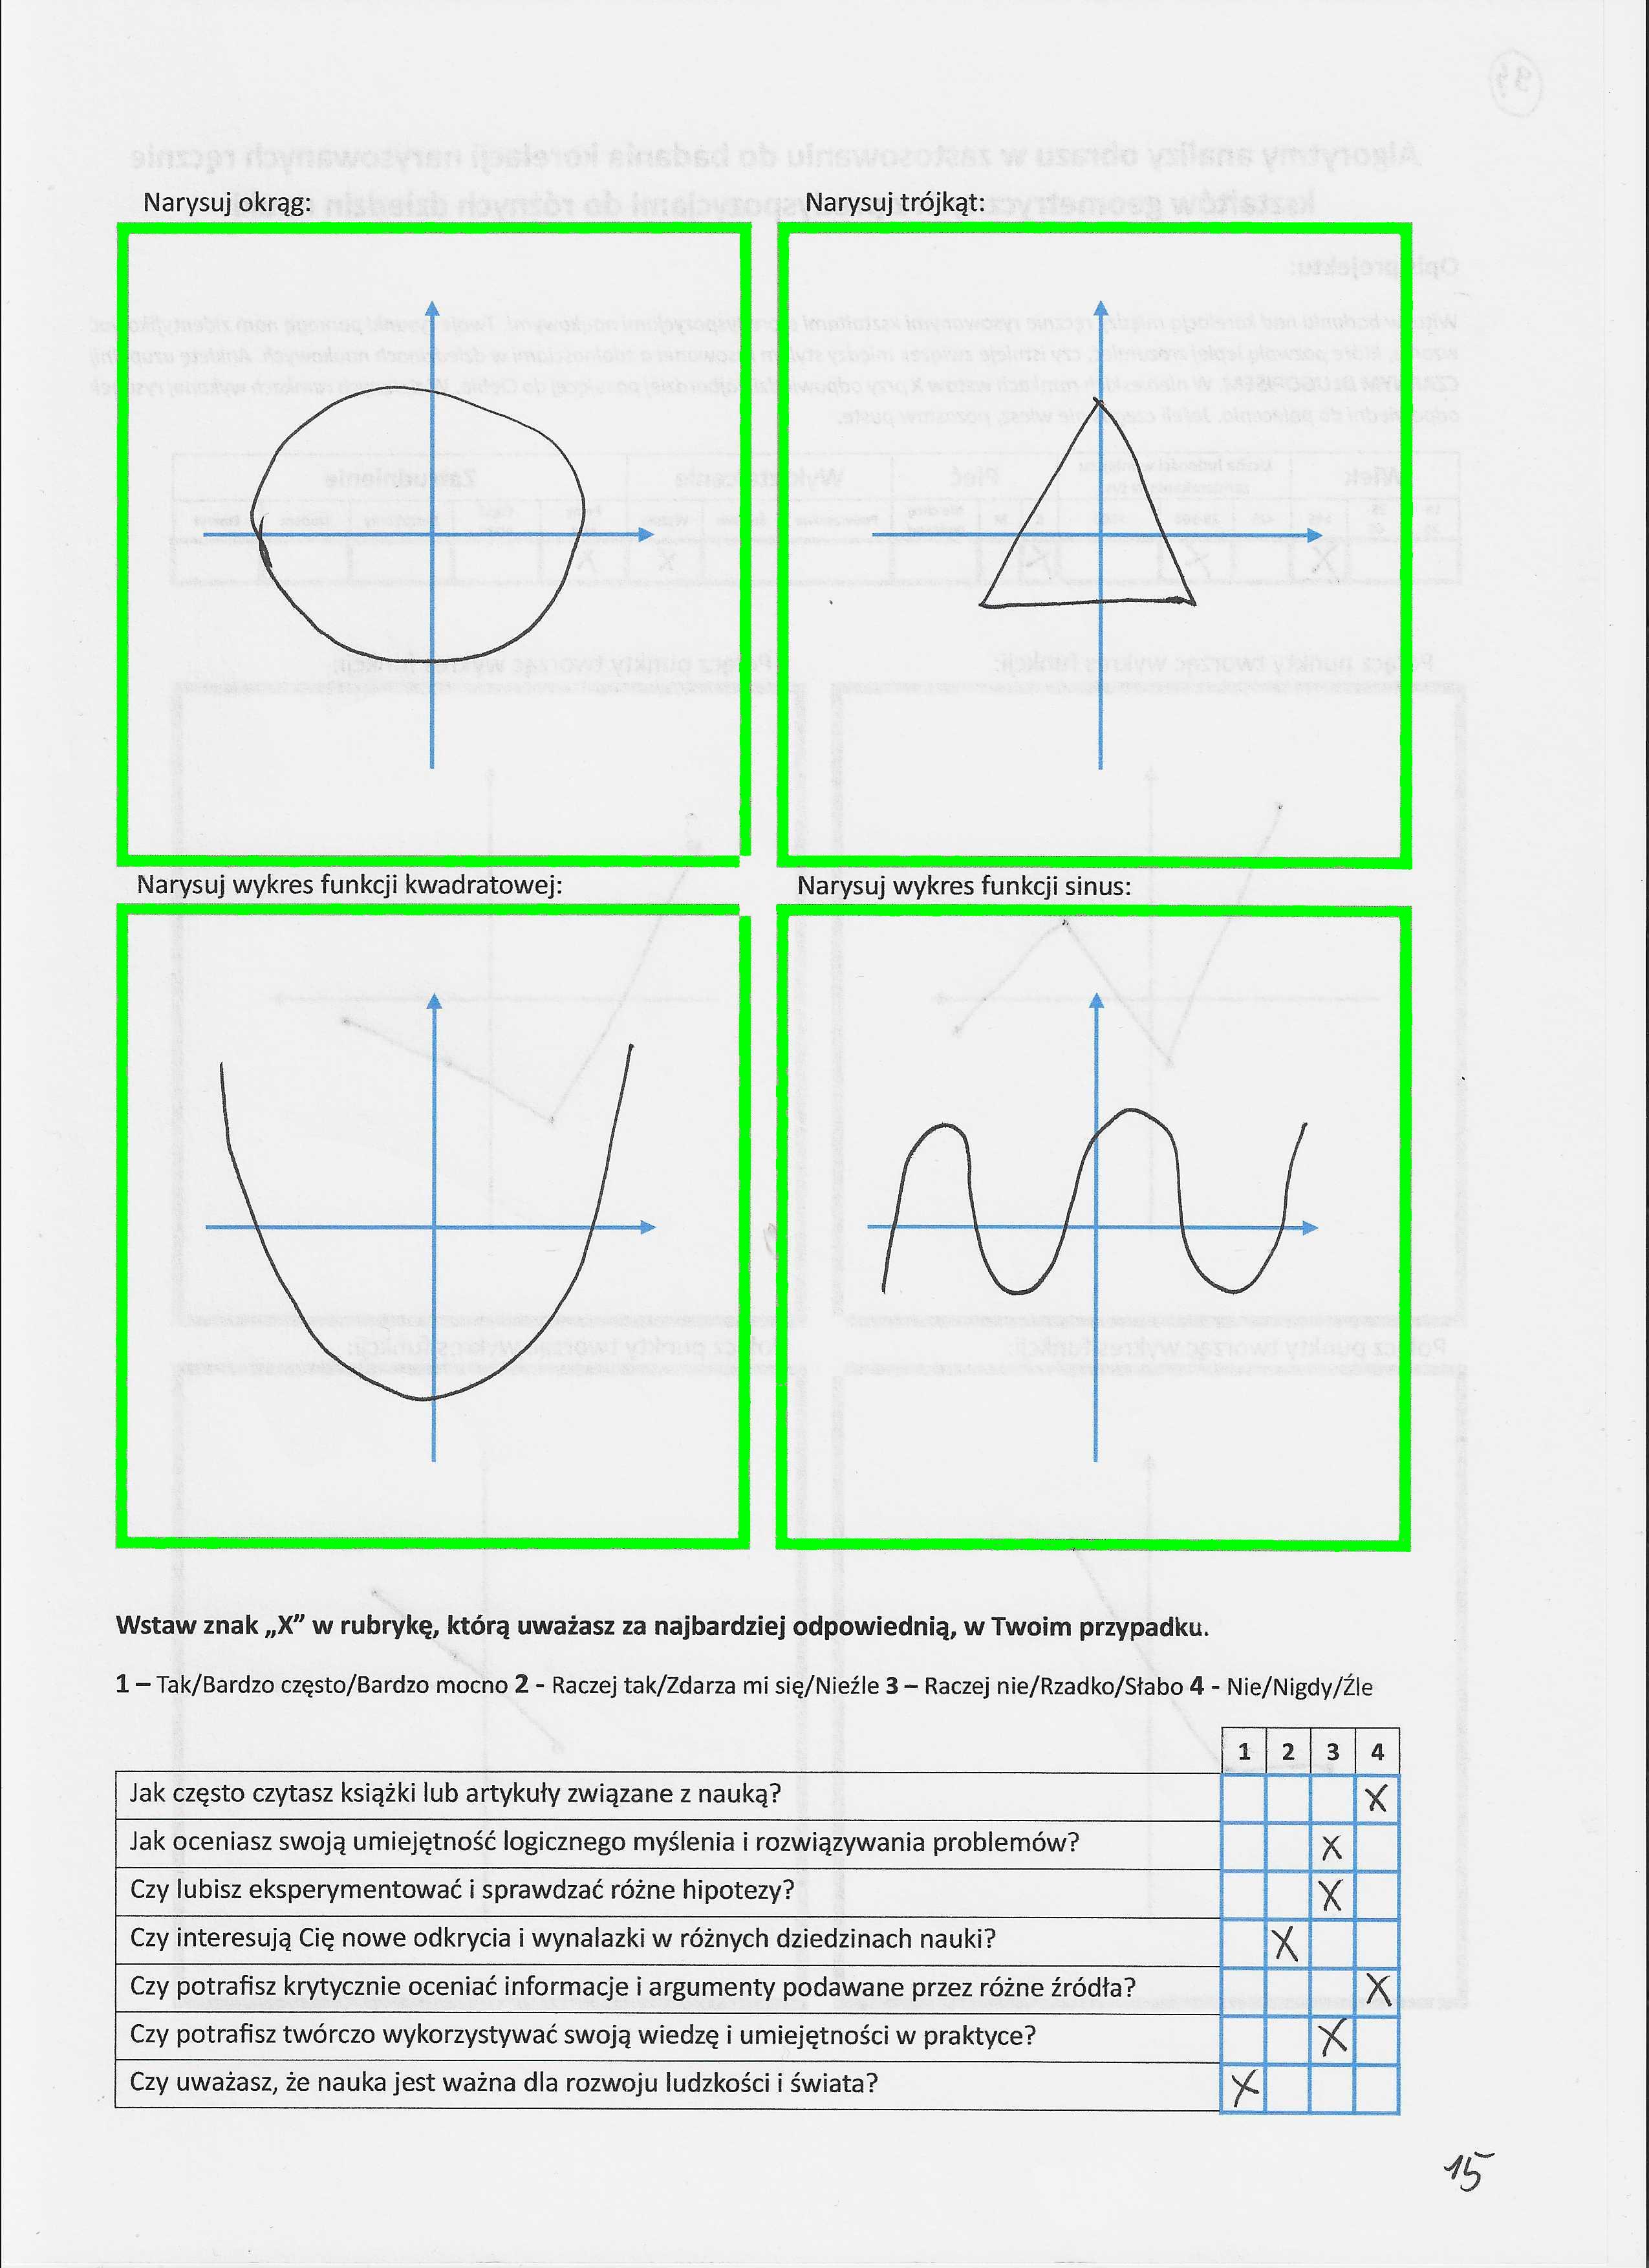 Narysuj okrąg:
Narysuj trójkąt:
Narysuj wykres funkcji kwadratowej:
Narysuj wykres funkcji sinus:
Wstaw znak „X” w rubrykę, którą uważasz za najbardziej odpowiednią, w Twoim przypadku.
1 – Tak/Bardzo często/Bardzo mocno 2 - Raczej tak/Zdarza mi się/Nieźle 3 – Raczej nie/Rzadko/Słabo 4 - Nie/Nigdy/Źle
1 2 3 4
Jak często czytasz książki lub artykuły związane z nauką? X
Jak oceniasz swoją umiejętność logicznego myślenia i rozwiązywania problemów? X
Czy lubisz eksperymentować i sprawdzać różne hipotezy? X
Czy interesują Cię nowe odkrycia i wynalazki w różnych dziedzinach nauki? X
Czy potrafisz krytycznie oceniać informacje i argumenty podawane przez różne źródła? X
Czy potrafisz twórczo wykorzystywać swoją wiedzę i umiejętności w praktyce? X
Czy uważasz, że nauka jest ważna dla rozwoju ludzkości i świata? X
15